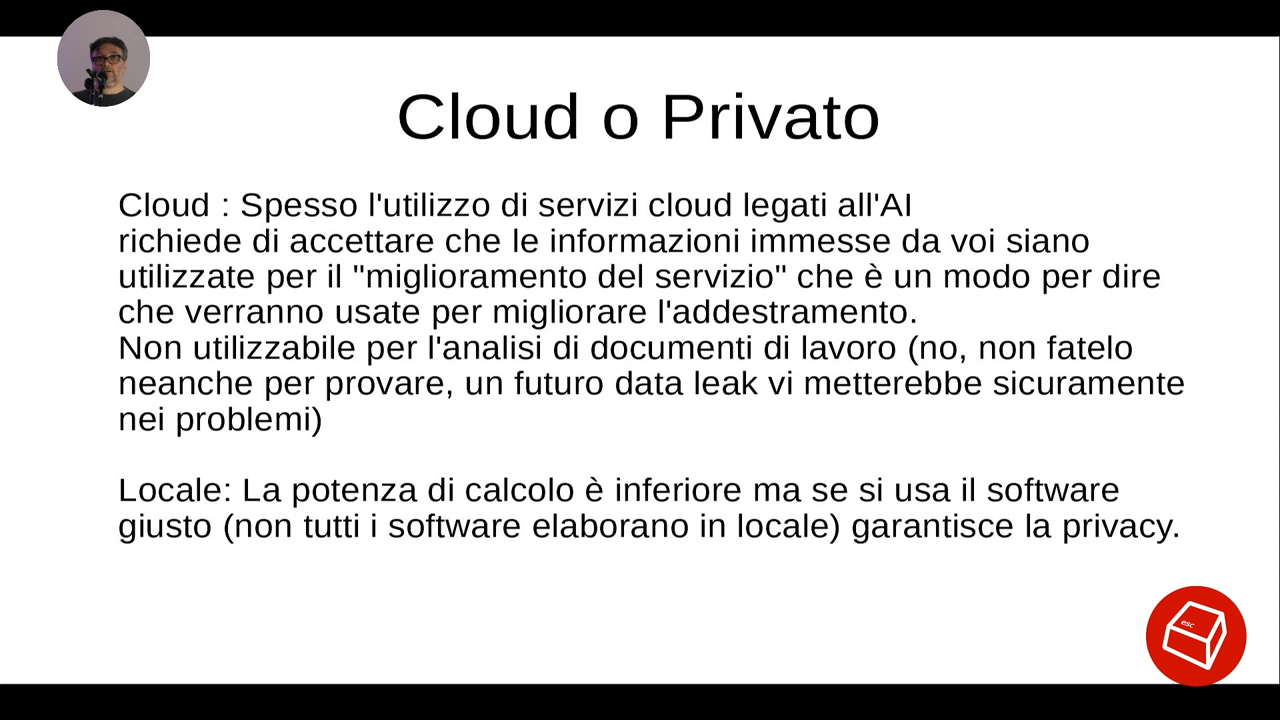 Cloud o Privato
Cloud : Spesso l'utilizzo di servizi cloud legati all'AI
richiede di accettare che le informazioni immesse da voi siano
utilizzate per il "miglioramento del servizio" che è un modo per dire
che verranno usate per migliorare l'addestramento.
Non utilizzabile per l'analisi di documenti di lavoro (no, non fatelo
neanche per provare, un futuro data leak vi metterebbe sicuramente
nei problemi)
Locale: La potenza di calcolo è inferiore ma se si usa il software
giusto (non tutti i software elaborano in locale) garantisce la privacy.
esc